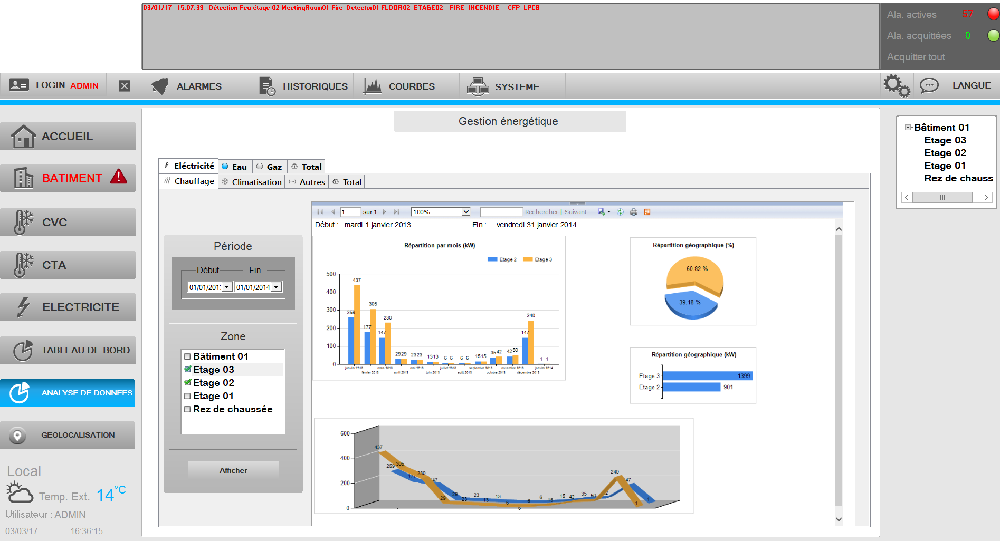 03/01/17 15:07:39 Détection Feu étage 02 MeetingRoom01 Fire_Detector01 FLOOR02_ETAGE02 FIRE_INCENDIE CFP_LPCB
Ala. actives 57
Ala. acquittées 0
Acquitter tout
LOGIN ADMIN
ALARMES
HISTORIQUES
COURBES
SYSTEME
LANGUE
ACCUEIL
BATIMENT
CVC
CTA
ELECTRICITE
TABLEAU DE BORD
ANALYSE DE DONNEES
GEOLOCALISATION
Local
Temp. Ext. 14°C
Utilisateur : ADMIN
03/03/17 16:36:15
Gestion énergétique
Eléctricité Eau Gaz Total
Chauffage Climatisation Autres Total
Période
Début Fin
01/01/201 01/01/2014
Zone
Bâtiment 01
Etage 03
Etage 02
Etage 01
Rez de chaussée
Afficher
1 sur 1 100% Rechercher | Suivant
Début : mardi 1 janvier 2013 Fin : vendredi 31 janvier 2014
Répartition par mois (kW)
Etage 2 Etage 3
500
400
300
200
100
0
259 437
177 305
147 230
29 29
23 23
13 13
6 6
6 6
15 15
35 42
42 50
147 240
1 1
janvier 2013 mars 2013 mai 2013 juillet 2013 septembre 2013 novembre 2013 janvier 2014
février 2013 avril 2013 juin 2013 août 2013 octobre 2013 décembre 2013
Répartition géographique (%)
60.82 %
39.18 %
Répartition géographique (kW)
Etage 3 1399
Etage 2 901
600
400
200
0
437
259 305
230
29 29 23 23 13 13 6 6 6 6 15 15 42 35 50
240
1 1
Bâtiment 01
Etage 03
Etage 02
Etage 01
Rez de chauss